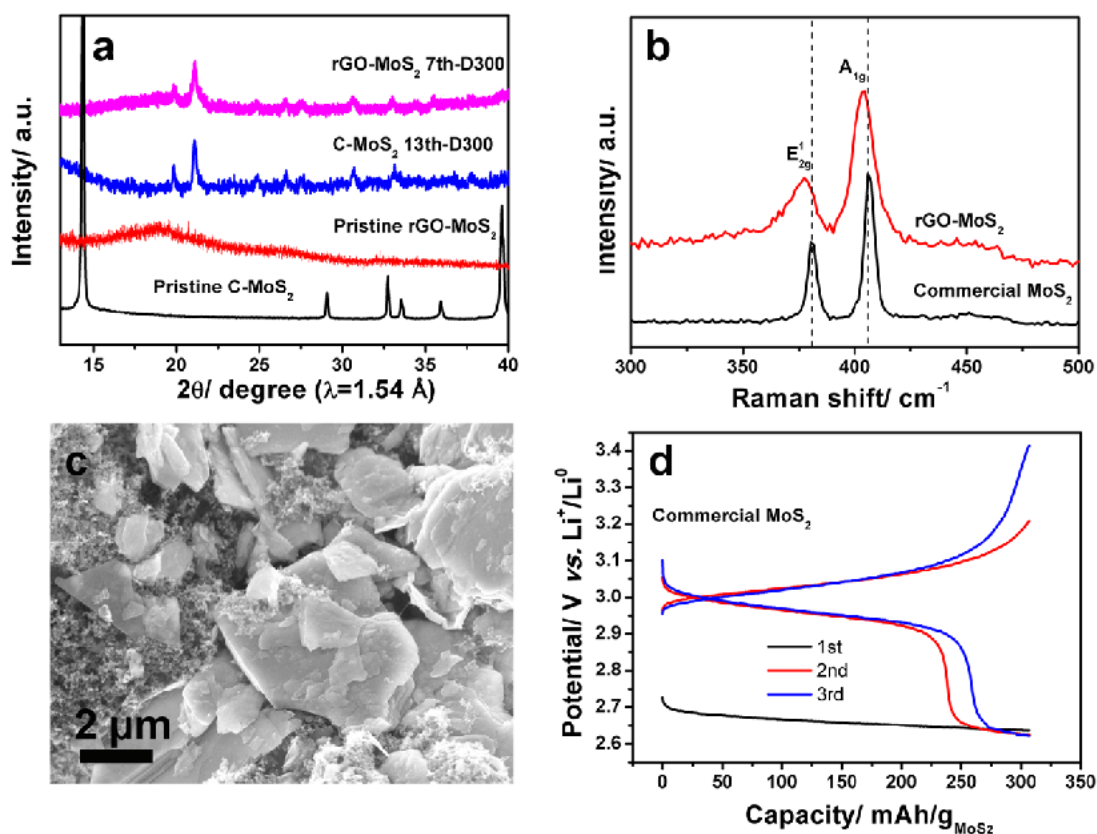 a
rGO-MoS₂ 7th-D300
C-MoS₂ 13th-D300
Pristine rGO-MoS₂
Pristine C-MoS₂
Intensity/ a.u.
15 20 25 30 35 40
2θ/ degree (λ=1.54 Å)
b
A₁g
E¹₂g
rGO-MoS₂
Commercial MoS₂
Intensity/ a.u.
300 350 400 450 500
Raman shift/ cm⁻¹
c
2 μm
d
Commercial MoS₂
1st
2nd
3rd
Potential/ V vs. Li⁺/Li⁰
3.4
3.3
3.2
3.1
3.0
2.9
2.8
2.7
2.6
0 50 100 150 200 250 300 350
Capacity/ mAh/g_MoS₂